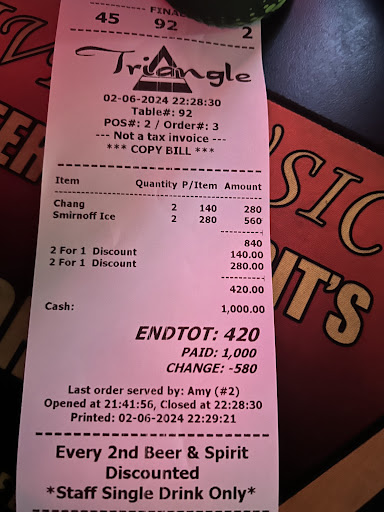 FINA
45 92 2
Triangle
02-06-2024 22:28:30
Table#: 92
POS#: 2 / Order#: 3
--- Not a tax invoice ---
*** COPY BILL ***
Item Quantity P/Item Amount
Chang 2 140 280
Smirnoff Ice 2 280 560
840
2 For 1 Discount 140.00
2 For 1 Discount 280.00
420.00
Cash: 1,000.00
ENDTOT: 420
PAID: 1,000
CHANGE: -580
Last order served by: Amy (#2)
Opened at 21:41:56, Closed at 22:28:30
Printed: 02-06-2024 22:29:21
Every 2nd Beer & Spirit
Discounted
*Staff Single Drink Only*
SIC
IT'S